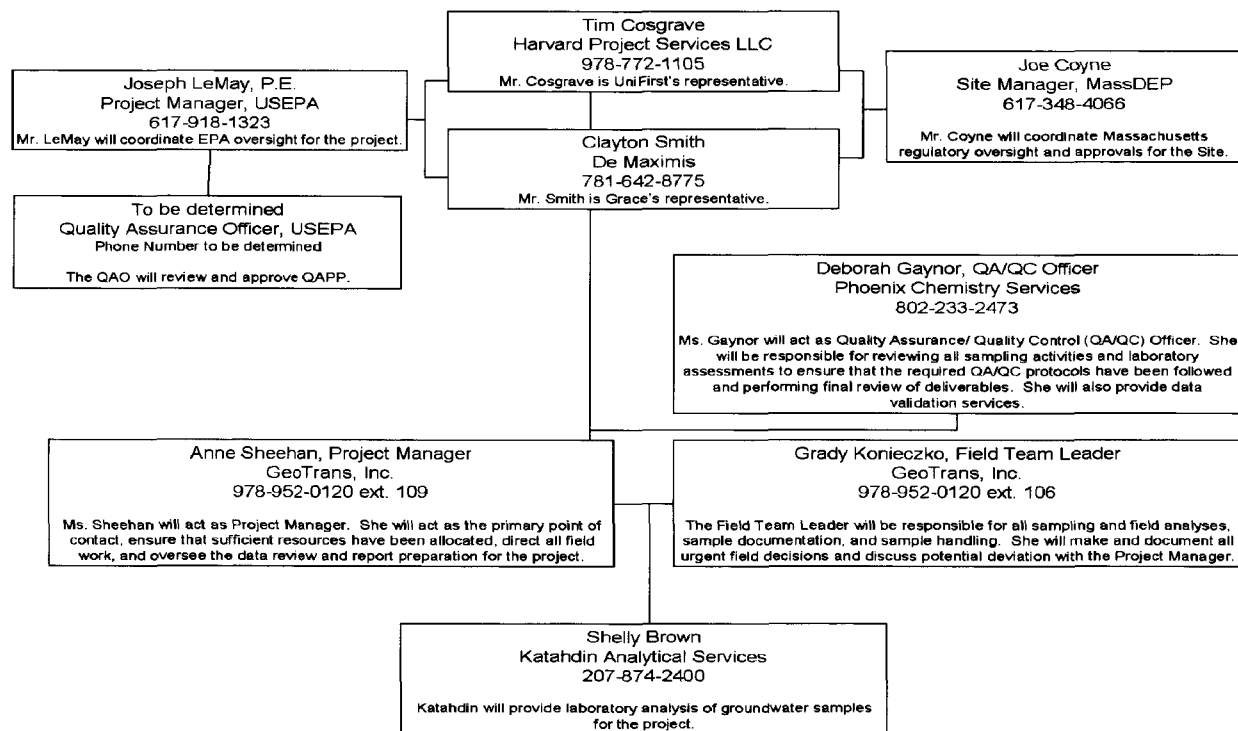 Tim Cosgrave
Harvard Project Services LLC
978-772-1105
Mr. Cosgrave is UniFirst's representative.
Joseph LeMay, P.E.
Project Manager, USEPA
617-918-1323
Mr. LeMay will coordinate EPA oversight for the project.
Joe Coyne
Site Manager, MassDEP
617-348-4066
Mr. Coyne will coordinate Massachusetts
regulatory oversight and approvals for the Site.
Clayton Smith
De Maximis
781-642-8775
Mr. Smith is Grace's representative.
To be determined
Quality Assurance Officer, USEPA
Phone Number to be determined
The QAO will review and approve QAPP.
Deborah Gaynor, QA/QC Officer
Phoenix Chemistry Services
802-233-2473
Ms. Gaynor will act as Quality Assurance/ Quality Control (QA/QC) Officer. She
will be responsible for reviewing all sampling activities and laboratory
assessments to ensure that the required QA/QC protocols have been followed
and performing final review of deliverables. She will also provide data
validation services.
Anne Sheehan, Project Manager
GeoTrans, Inc.
978-952-0120 ext. 109
Ms. Sheehan will act as Project Manager. She will act as the primary point of
contact, ensure that sufficient resources have been allocated, direct all field
work, and oversee the data review and report preparation for the project.
Grady Konieczko, Field Team Leader
GeoTrans, Inc.
978-952-0120 ext. 106
The Field Team Leader will be responsible for all sampling and field analyses,
sample documentation, and sample handling. She will make and document all
urgent field decisions and discuss potential deviation with the Project Manager.
Shelly Brown
Katahdin Analytical Services
207-874-2400
Katahdin will provide laboratory analysis of groundwater samples
for the project.